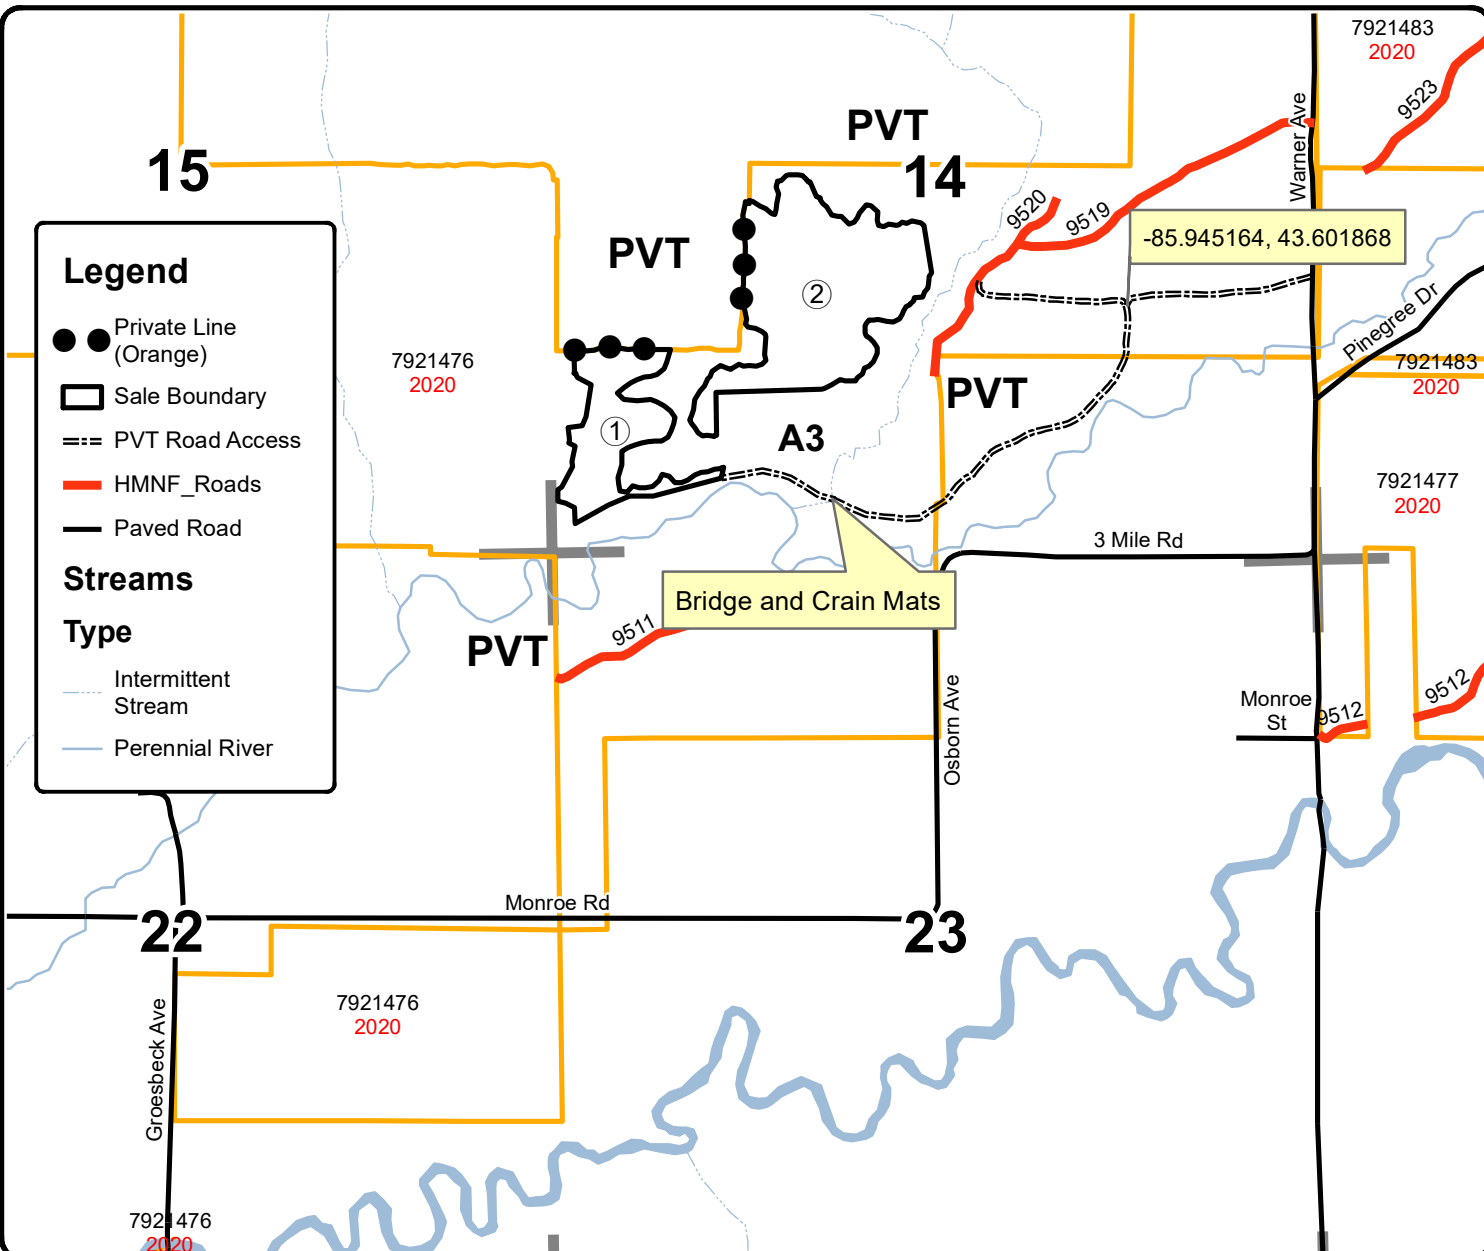 7921483
2020
9523
PVT
Warner Ave
15
14
9520
9519
-85.945164, 43.601868
PVT
Legend
Private Line
(Orange)
Sale Boundary
PVT Road Access
HMNF_Roads
Paved Road
Streams
Type
Intermittent
Stream
Perennial River
2
7921476
2020
Pinegree Dr
7921483
2020
PVT
1
A3
7921477
2020
3 Mile Rd
Bridge and Crain Mats
9511
PVT
Osborn Ave
Monroe
St
9512
9512
Monroe Rd
22
23
7921476
2020
Groesbeck Ave
7921476
2020